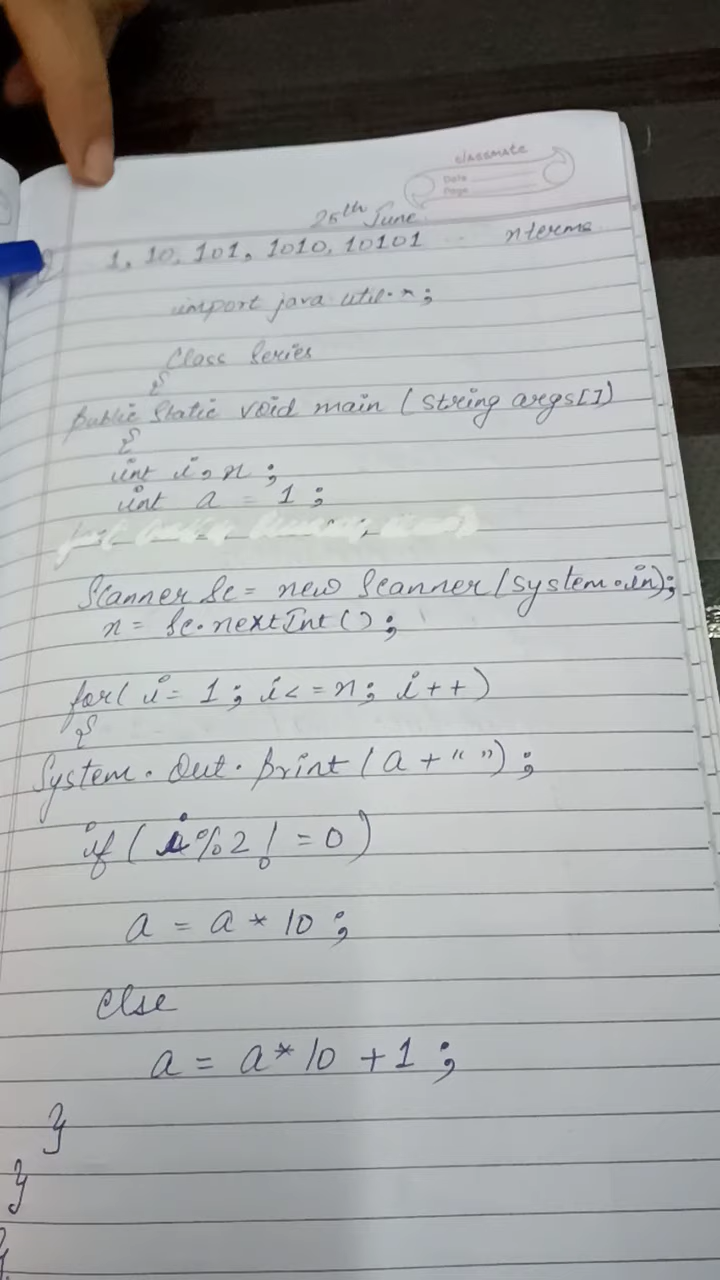 classmate
Date
Page
25th June
1, 10, 101, 1010, 10101 .. n terms
import java util.*;
Class Series
{
Public Static void main (String args[])
{
int i, n ;
int a = 1 ;
Scanner Sc = new Scanner (System.in);
n = Sc.nextInt();
for( i = 1 ; i <= n ; i ++ )
{
System.Out.Print (a + " ") ;
if ( i%2 ! = 0 )
a = a * 10 ;
else
a = a * 10 + 1 ;
}
}
}